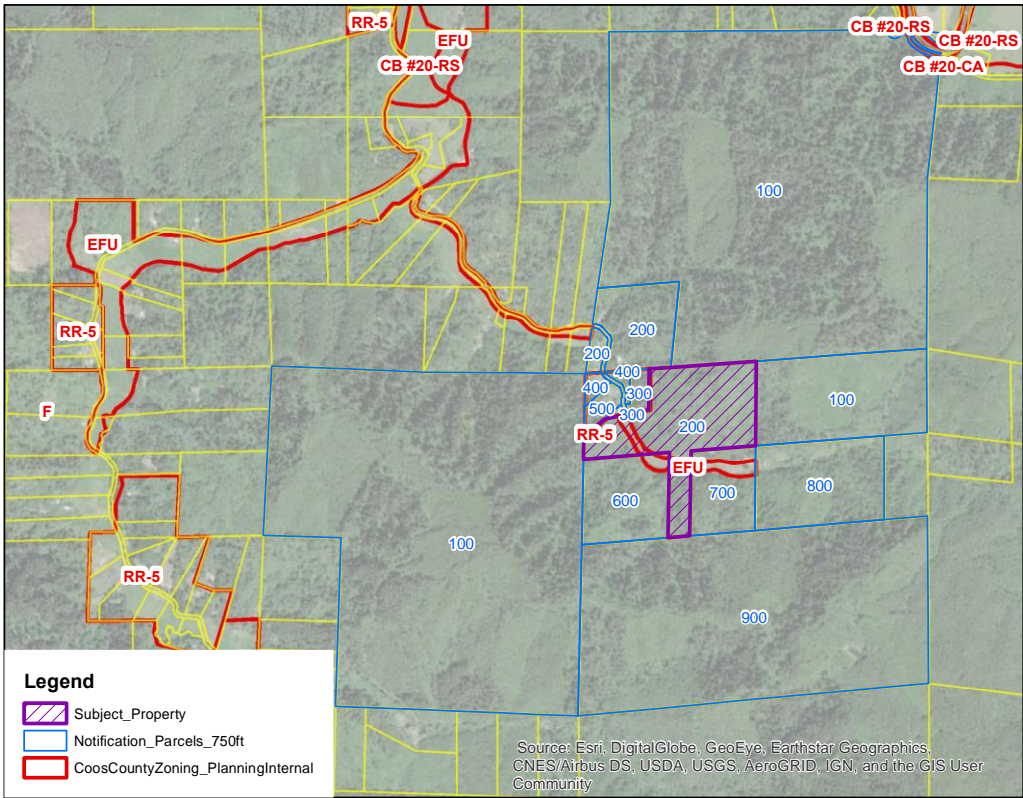 RR-5
EFU
CB #20-RS
CB #20-RS
CB #20-RS
CB #20-CA
100
EFU
RR-5
F
200
200
400
400
300
500
300
200
100
RR-5
EFU
600
700
800
100
RR-5
900
Legend
Subject_Property
Notification_Parcels_750ft
CoosCountyZoning_PlanningInternal
Source: Esri, DigitalGlobe, GeoEye, Earthstar Geographics,
CNES/Airbus DS, USDA, USGS, AeroGRID, IGN, and the GIS User
Community